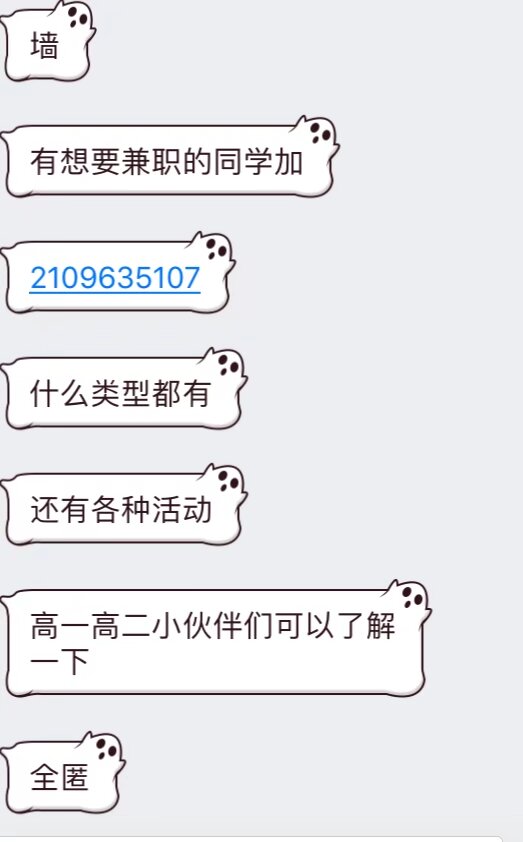 墙
有想要兼职的同学加
2109635107
什么类型都有
还有各种活动
高一高二小伙伴们可以了解
一下
全匿